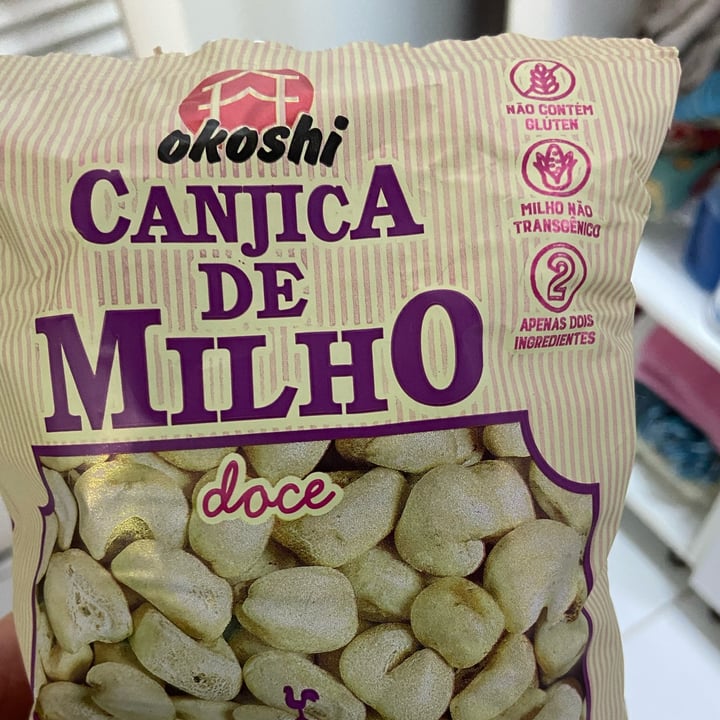 okoshi
CANJICA
DE
MILHO
doce
NÃO CONTÉM
GLÚTEN
MILHO NÃO
TRANSGÊNICO
2
APENAS DOIS
INGREDIENTES